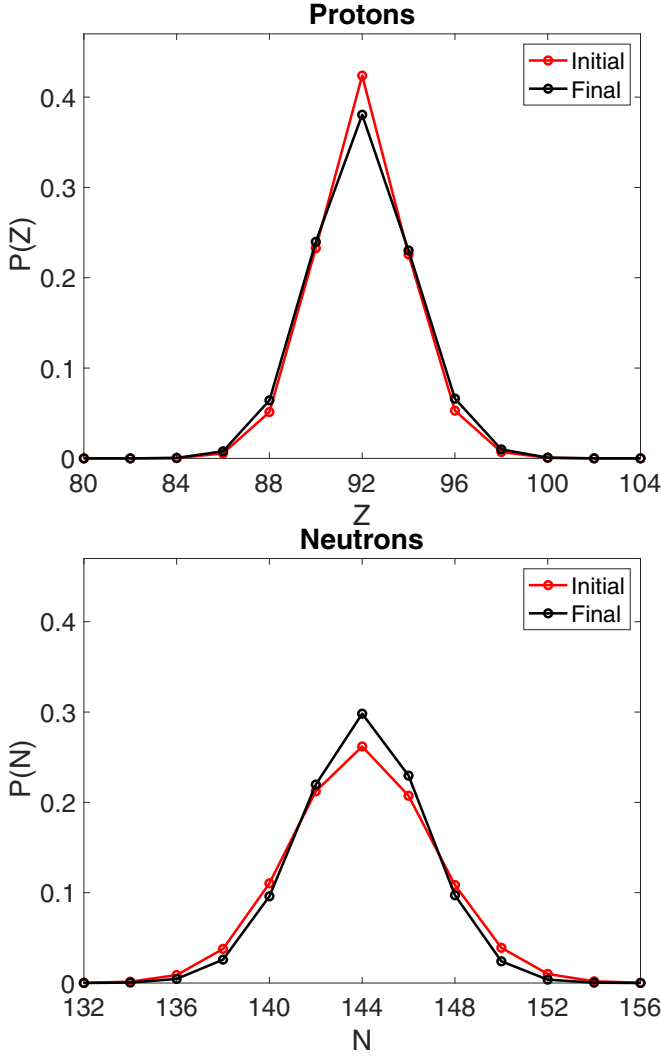 Protons
Initial
Final
P(Z)
0.4
0.3
0.2
0.1
0
80 84 88 92 96 100 104
Z
Neutrons
Initial
Final
P(N)
0.4
0.3
0.2
0.1
0
132 136 140 144 148 152 156
N